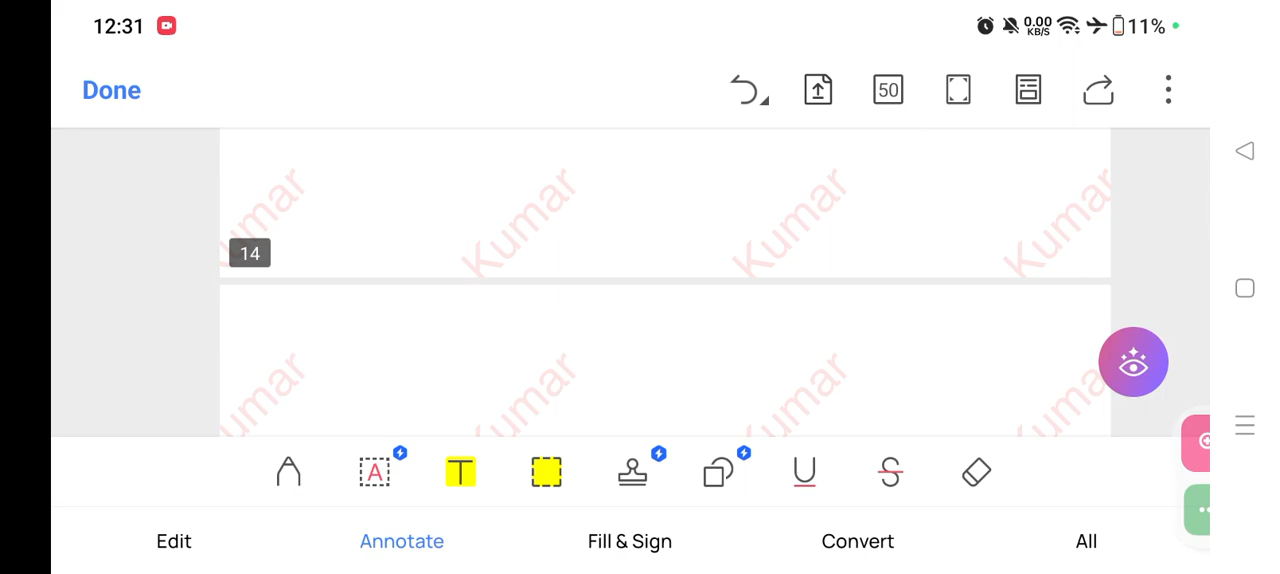 12:31 0.00 KB/S 11%
Done 50
Kumar Kumar Kumar Kumar
14
Kumar Kumar Kumar Kumar
A T U S
Edit Annotate Fill & Sign Convert All